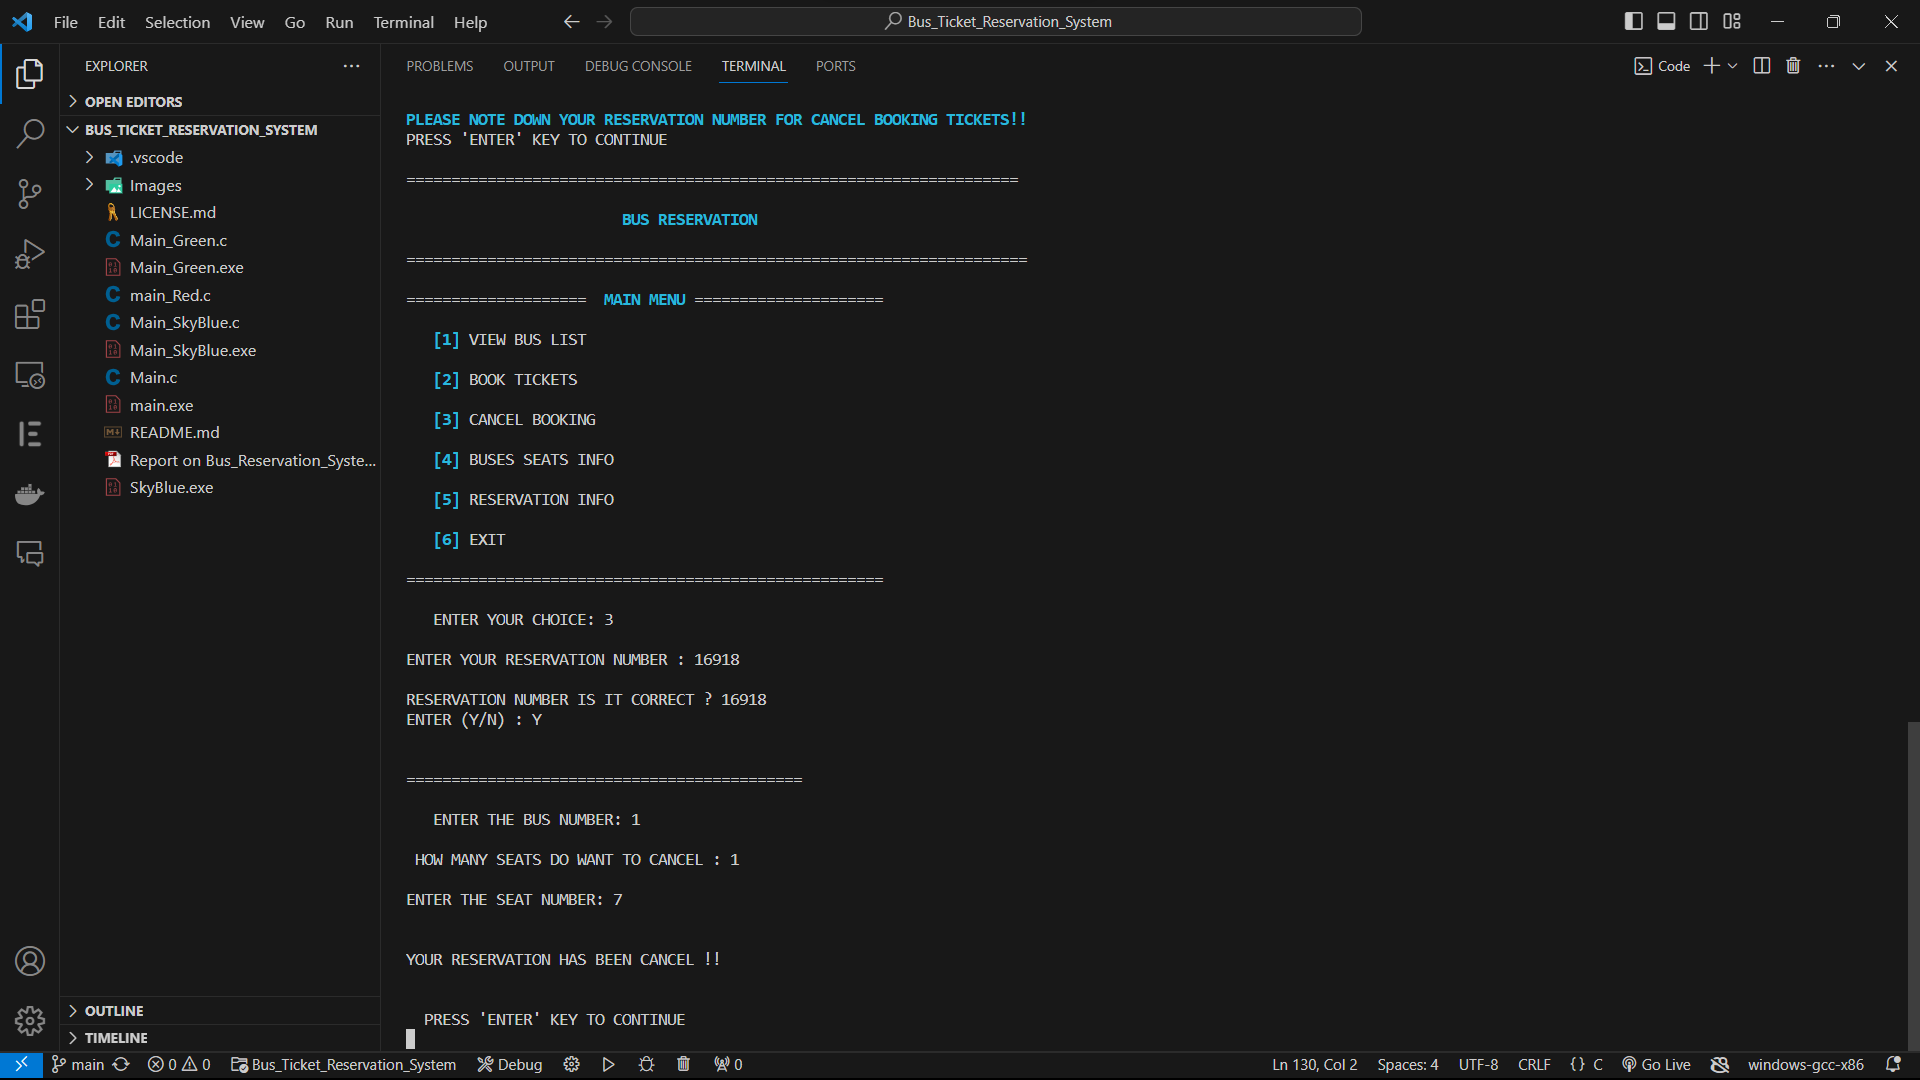 File Edit Selection View Go Run Terminal Help
Bus_Ticket_Reservation_System
EXPLORER
OPEN EDITORS
BUS_TICKET_RESERVATION_SYSTEM
.vscode
Images
LICENSE.md
Main_Green.c
Main_Green.exe
main_Red.c
Main_SkyBlue.c
Main_SkyBlue.exe
Main.c
main.exe
README.md
Report on Bus_Reservation_Syste...
SkyBlue.exe
OUTLINE
TIMELINE
PROBLEMS OUTPUT DEBUG CONSOLE TERMINAL PORTS
Code
PLEASE NOTE DOWN YOUR RESERVATION NUMBER FOR CANCEL BOOKING TICKETS!!
PRESS 'ENTER' KEY TO CONTINUE
====================================================================
BUS RESERVATION
=====================================================================
==================== MAIN MENU =====================
[1] VIEW BUS LIST
[2] BOOK TICKETS
[3] CANCEL BOOKING
[4] BUSES SEATS INFO
[5] RESERVATION INFO
[6] EXIT
=====================================================
ENTER YOUR CHOICE: 3
ENTER YOUR RESERVATION NUMBER : 16918
RESERVATION NUMBER IS IT CORRECT ? 16918
ENTER (Y/N) : Y
============================================
ENTER THE BUS NUMBER: 1
HOW MANY SEATS DO WANT TO CANCEL : 1
ENTER THE SEAT NUMBER: 7
YOUR RESERVATION HAS BEEN CANCEL !!
PRESS 'ENTER' KEY TO CONTINUE
main 0 0 Bus_Ticket_Reservation_System Debug 0 Ln 130, Col 2 Spaces: 4 UTF-8 CRLF {} C Go Live windows-gcc-x86